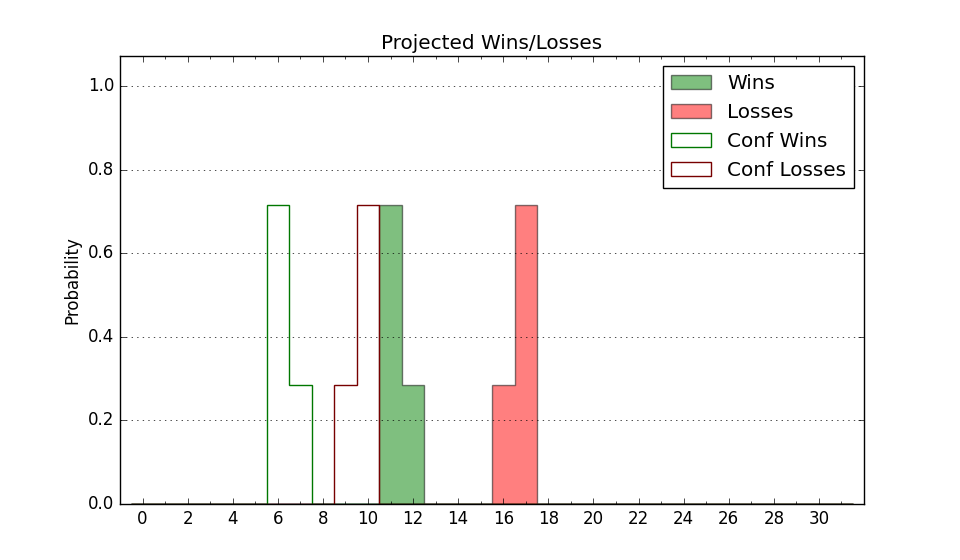 Projected Wins/Losses
Wins
Losses
Conf Wins
Conf Losses
Probability
1.0
0.8
0.6
0.4
0.2
0.0
0 2 4 6 8 10 12 14 16 18 20 22 24 26 28 30